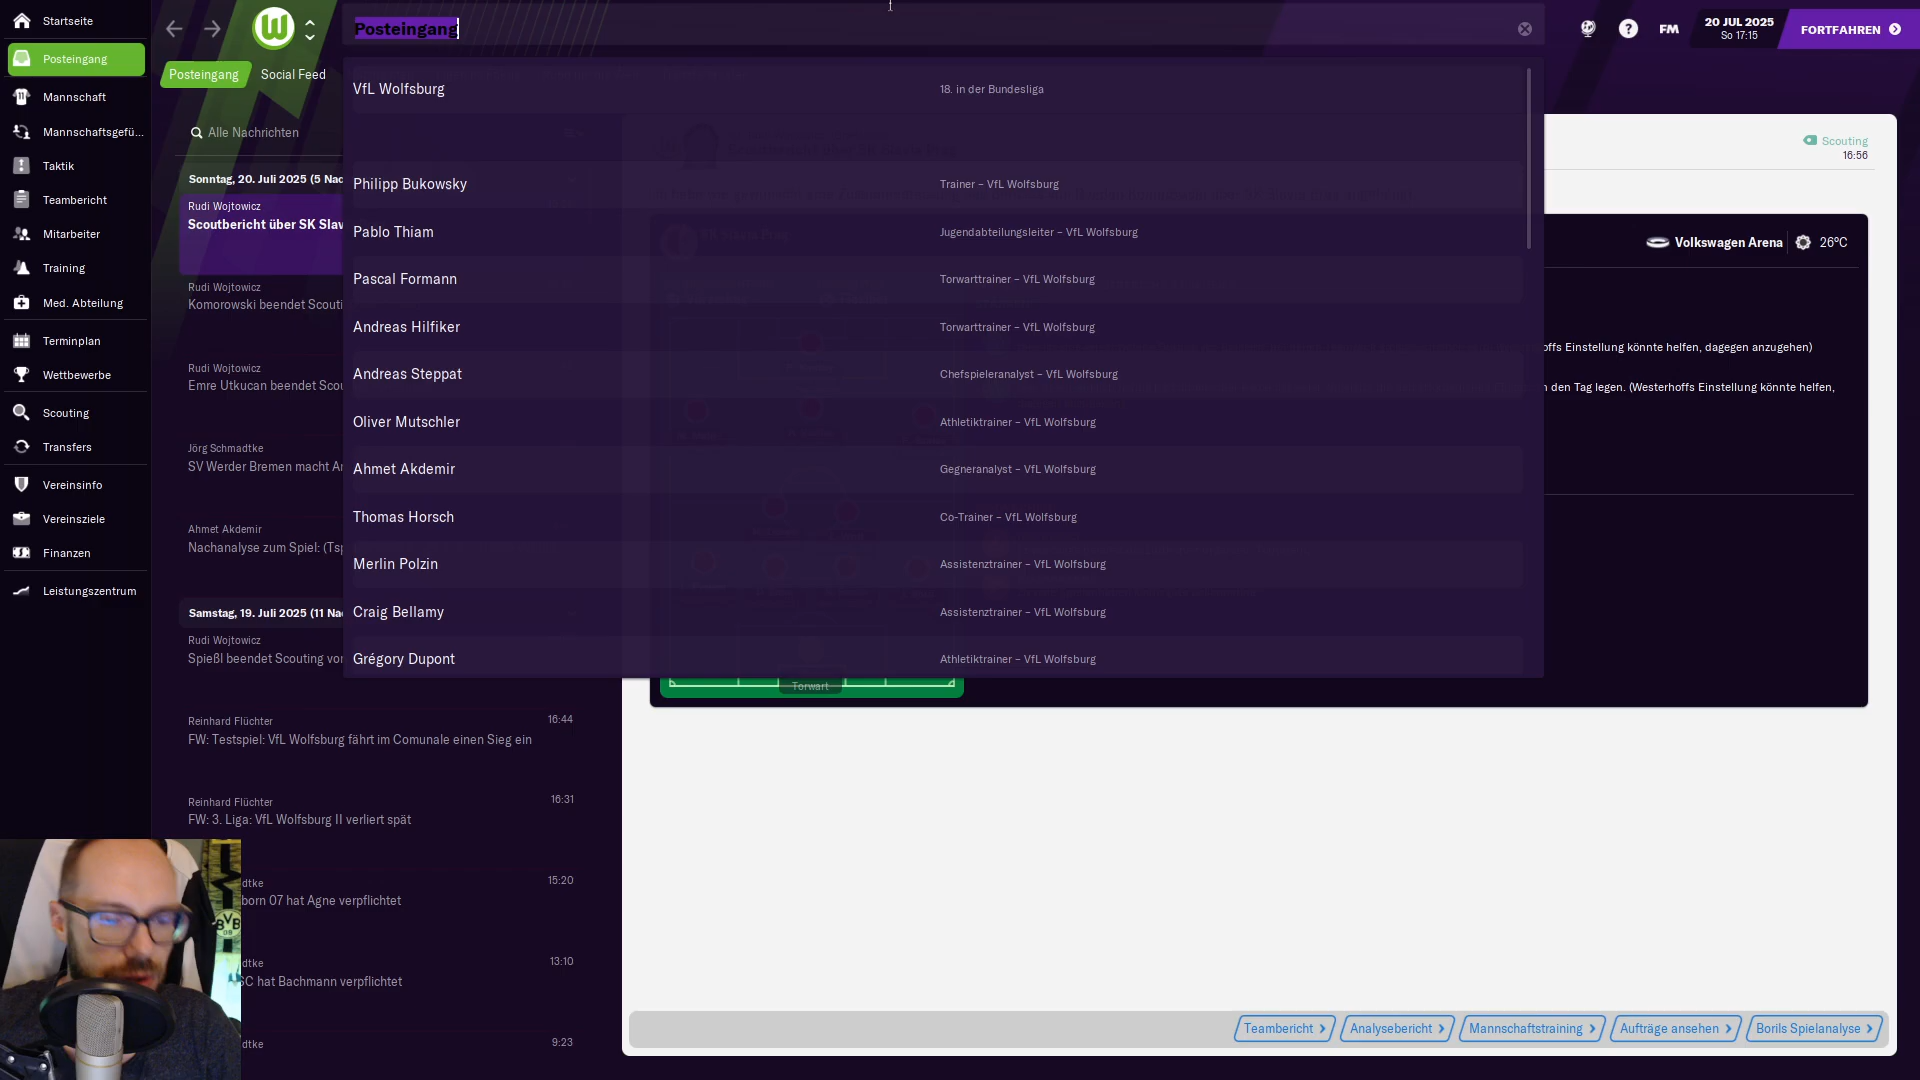 Startseite
Posteingang
Mannschaft
Mannschaftsgefü...
Taktik
Teambericht
Mitarbeiter
Training
Med. Abteilung
Terminplan
Wettbewerbe
Scouting
Transfers
Vereinsinfo
Vereinsziele
Finanzen
Leistungszentrum
Posteingang
FM
20 JUL 2025
So 17:15
FORTFAHREN
Posteingang
Social Feed
Alle Nachrichten
Sonntag, 20. Juli 2025 (5 Nac
Rudi Wojtowicz
Scoutbericht über SK Slav
Rudi Wojtowicz
Komorowski beendet Scouti
Rudi Wojtowicz
Emre Utkucan beendet Scou
Jörg Schmadtke
SV Werder Bremen macht An
Ahmet Akdemir
Nachanalyse zum Spiel: (Tsp
Samstag, 19. Juli 2025 (11 Nac
Rudi Wojtowicz
Spießl beendet Scouting vor
Reinhard Flüchter
16:44
FW: Testspiel: VfL Wolfsburg fährt im Comunale einen Sieg ein
Reinhard Flüchter
16:31
FW: 3. Liga: VfL Wolfsburg II verliert spät
dtke
15:20
born 07 hat Agne verpflichtet
dtke
13:10
SC hat Bachmann verpflichtet
dtke
9:23
VfL Wolfsburg
18. in der Bundesliga
Philipp Bukowsky
Trainer – VfL Wolfsburg
Pablo Thiam
Jugendabteilungsleiter – VfL Wolfsburg
Pascal Formann
Torwarttrainer – VfL Wolfsburg
Andreas Hilfiker
Torwarttrainer – VfL Wolfsburg
Andreas Steppat
Chefspieleranalyst – VfL Wolfsburg
Oliver Mutschler
Athletiktrainer – VfL Wolfsburg
Ahmet Akdemir
Gegneranalyst – VfL Wolfsburg
Thomas Horsch
Co-Trainer – VfL Wolfsburg
Merlin Polzin
Assistenztrainer – VfL Wolfsburg
Craig Bellamy
Assistenztrainer – VfL Wolfsburg
Grégory Dupont
Athletiktrainer – VfL Wolfsburg
Scouting
16:56
Volkswagen Arena
26°C
offs Einstellung könnte helfen, dagegen anzugehen)
n den Tag legen. (Westerhoffs Einstellung könnte helfen,
Torwart
Teambericht
Analysebericht
Mannschaftstraining
Aufträge ansehen
Borils Spielanalyse
BVB
09